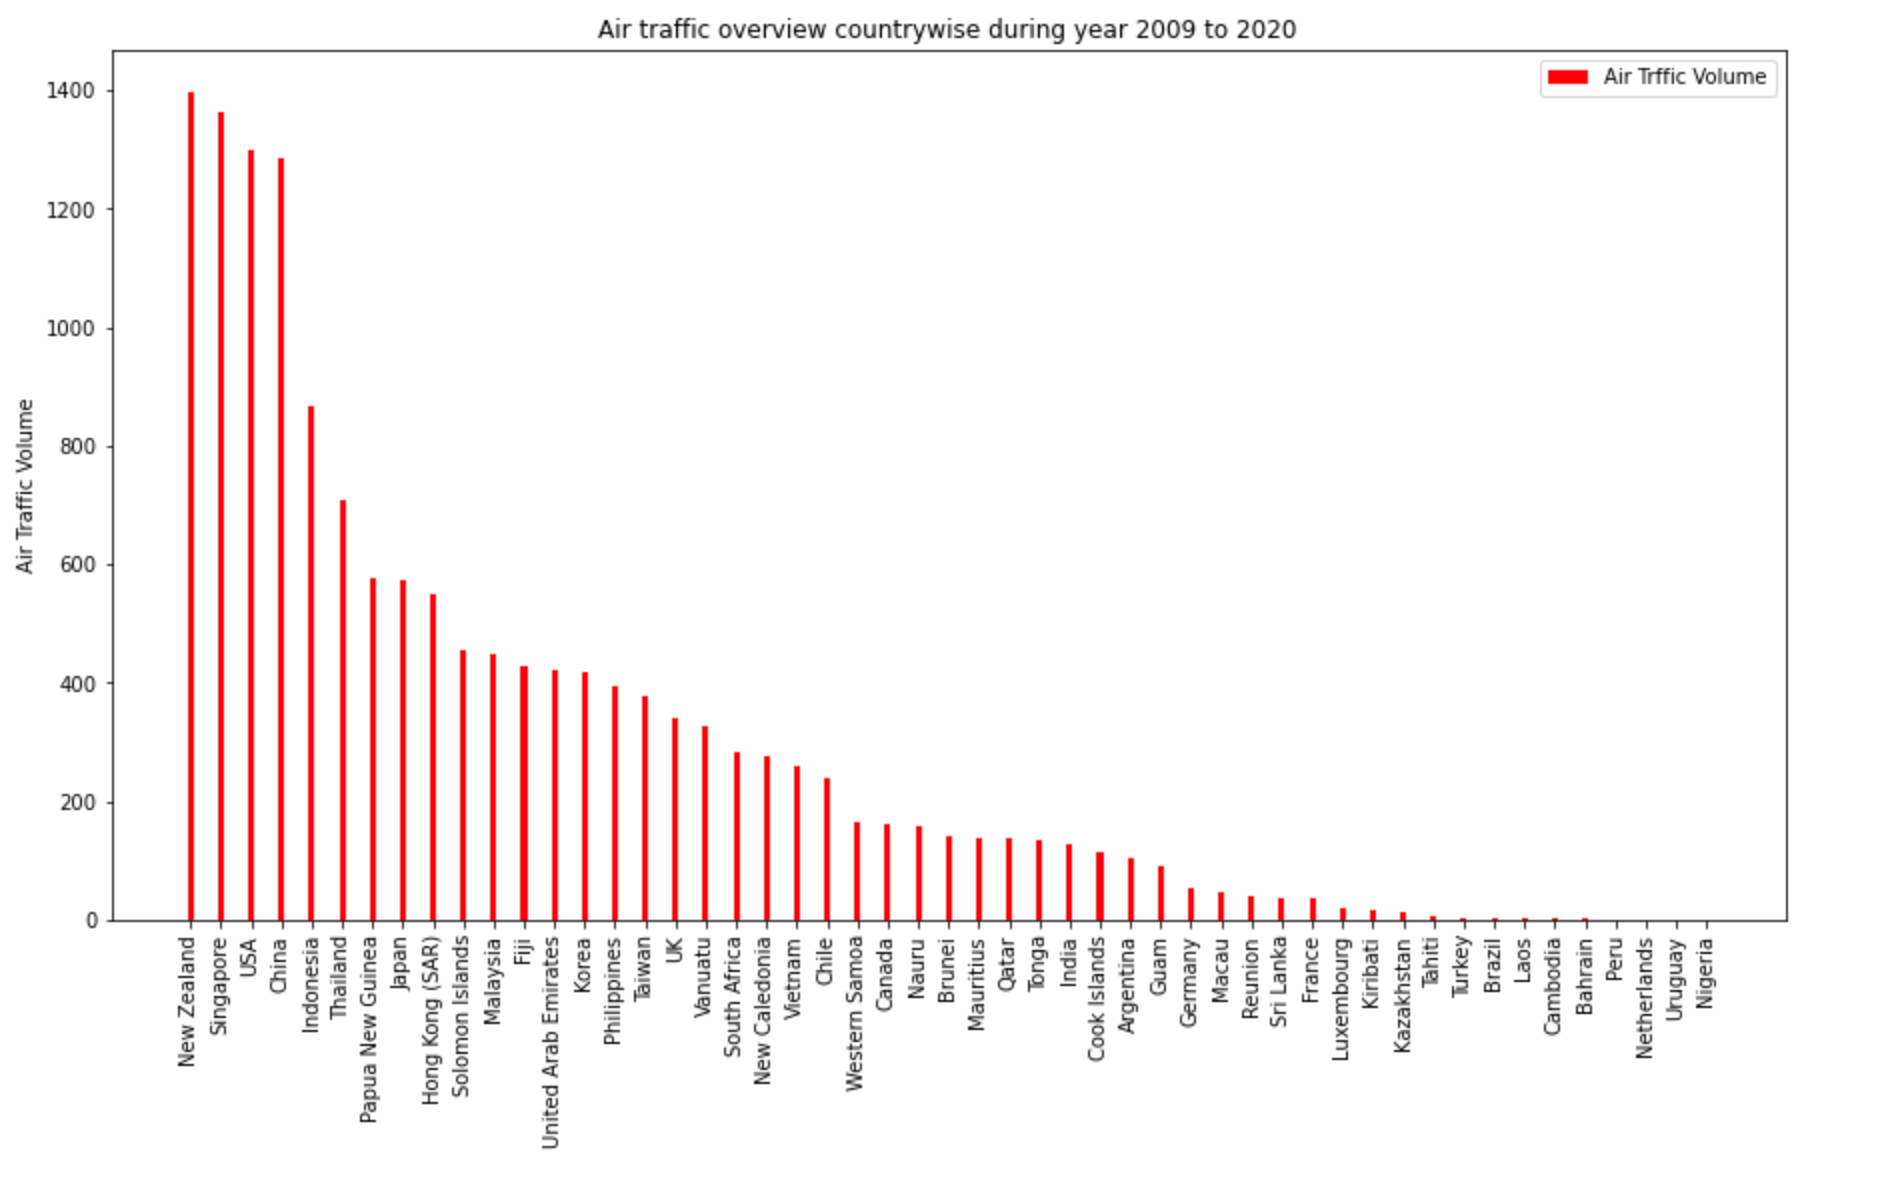 Air traffic overview countrywise during year 2009 to 2020
Air Trffic Volume
Air Traffic Volume
1400
1200
1000
800
600
400
200
0
New Zealand
Singapore
USA
China
Indonesia
Thailand
Papua New Guinea
Japan
Hong Kong (SAR)
Solomon Islands
Malaysia
Fiji
United Arab Emirates
Korea
Philippines
Taiwan
UK
Vanuatu
South Africa
New Caledonia
Vietnam
Chile
Western Samoa
Canada
Nauru
Brunei
Mauritius
Qatar
Tonga
India
Cook Islands
Argentina
Guam
Germany
Macau
Reunion
Sri Lanka
France
Luxembourg
Kiribati
Kazakhstan
Tahiti
Turkey
Brazil
Laos
Cambodia
Bahrain
Peru
Netherlands
Uruguay
Nigeria